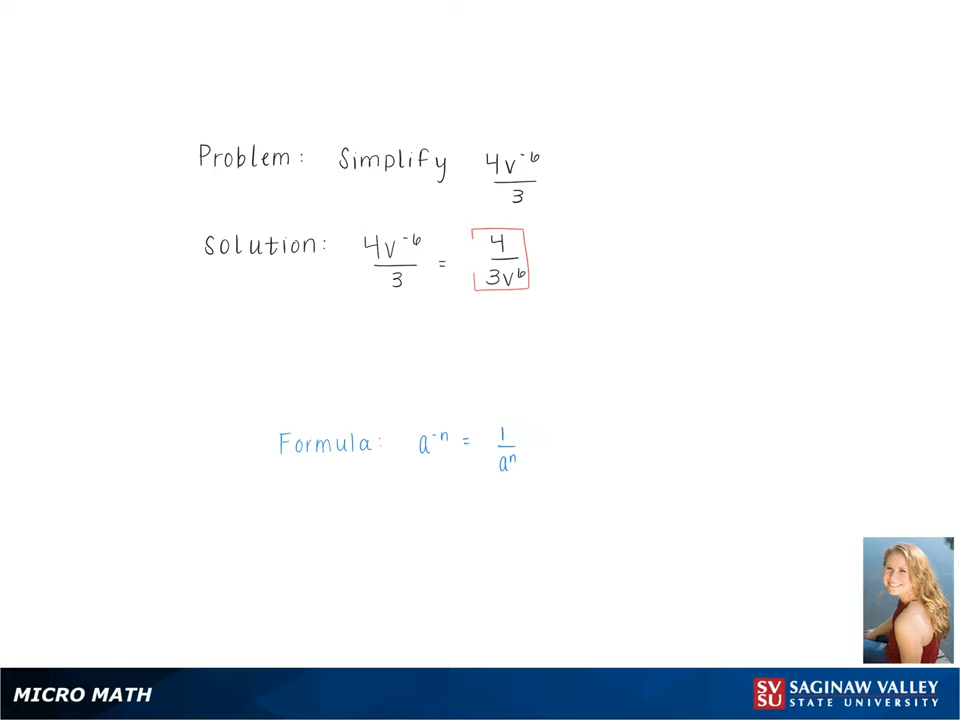 Problem: Simplify 4v⁻⁶/3
Solution: 4v⁻⁶/3 = 4/3v⁶
Formula: a⁻ⁿ = 1/aⁿ
MICRO MATH
SVSU SAGINAW VALLEY
STATE UNIVERSITY